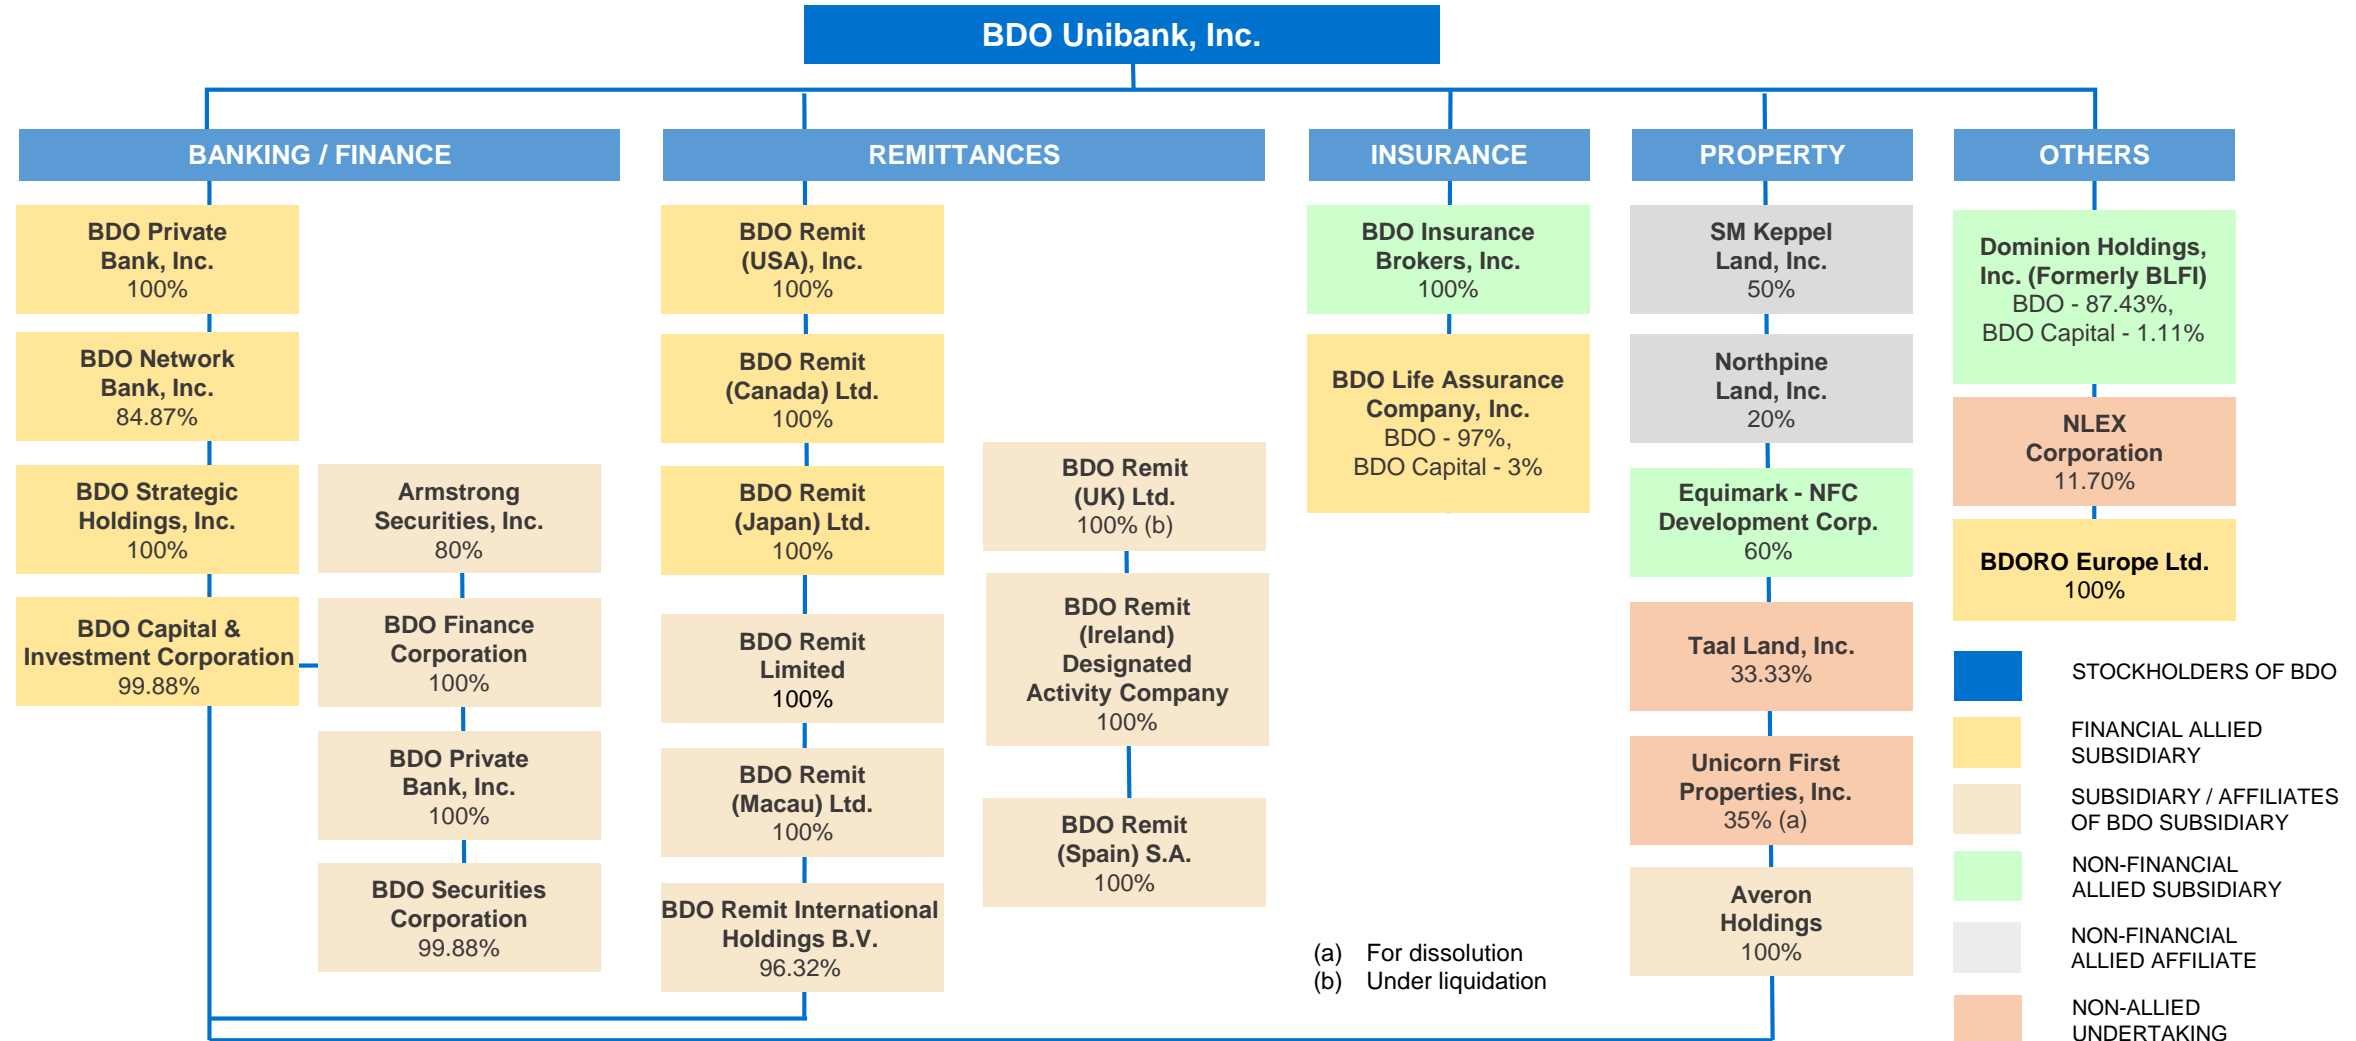 BDO Unibank, Inc.
BANKING / FINANCE
BDO Private
Bank, Inc.
100%
BDO Network
Bank, Inc.
84.87%
BDO Strategic
Holdings, Inc.
100%
BDO Capital &
Investment Corporation
99.88%
Armstrong
Securities, Inc.
80%
BDO Finance
Corporation
100%
BDO Private
Bank, Inc.
100%
BDO Securities
Corporation
99.88%
REMITTANCES
BDO Remit
(USA), Inc.
100%
BDO Remit
(Canada) Ltd.
100%
BDO Remit
(Japan) Ltd.
100%
BDO Remit
Limited
100%
BDO Remit
(Macau) Ltd.
100%
BDO Remit International
Holdings B.V.
96.32%
BDO Remit
(UK) Ltd.
100% (b)
BDO Remit
(Ireland)
Designated
Activity Company
100%
BDO Remit
(Spain) S.A.
100%
INSURANCE
BDO Insurance
Brokers, Inc.
100%
BDO Life Assurance
Company, Inc.
BDO - 97%,
BDO Capital - 3%
(a) For dissolution
(b) Under liquidation
PROPERTY
SM Keppel
Land, Inc.
50%
Northpine
Land, Inc.
20%
Equimark - NFC
Development Corp.
60%
Taal Land, Inc.
33.33%
Unicorn First
Properties, Inc.
35% (a)
Averon
Holdings
100%
OTHERS
Dominion Holdings,
Inc. (Formerly BLFI)
BDO - 87.43%,
BDO Capital - 1.11%
NLEX
Corporation
11.70%
BDORO Europe Ltd.
100%
STOCKHOLDERS OF BDO
FINANCIAL ALLIED
SUBSIDIARY
SUBSIDIARY / AFFILIATES
OF BDO SUBSIDIARY
NON-FINANCIAL
ALLIED SUBSIDIARY
NON-FINANCIAL
ALLIED AFFILIATE
NON-ALLIED
UNDERTAKING